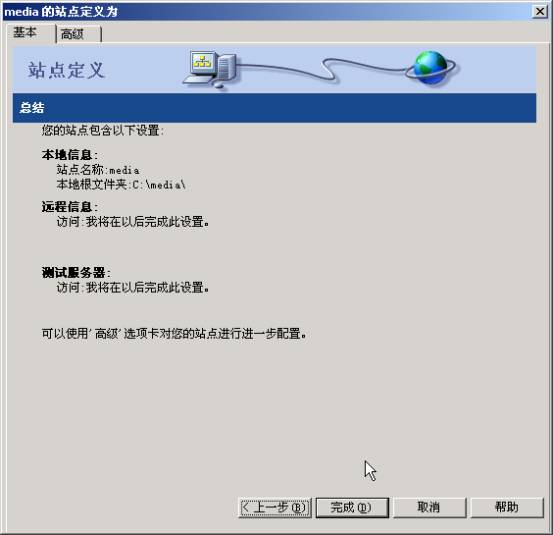 media 的站点定义为
基本 高级
站点定义
总结
您的站点包含以下设置:
本地信息:
站点名称:media
本地根文件夹:C:\media\
远程信息:
访问:我将在以后完成此设置。
测试服务器:
访问:我将在以后完成此设置。
可以使用'高级'选项卡对您的站点进行进一步配置。
< 上一步(B) 完成(D) 取消 帮助